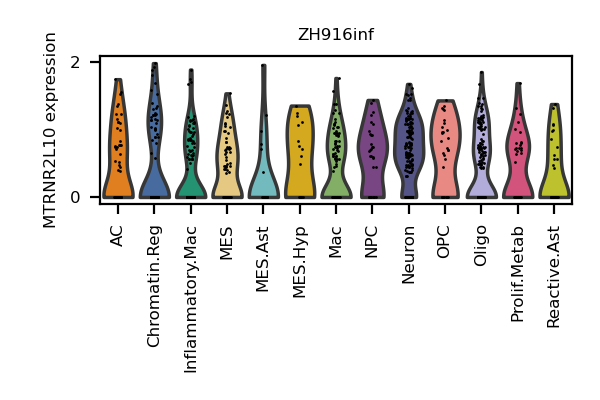 ZH916inf
MTRNR2L10 expression
2
0
AC
Chromatin.Reg
Inflammatory.Mac
MES
MES.Ast
MES.Hyp
Mac
NPC
Neuron
OPC
Oligo
Prolif.Metab
Reactive.Ast